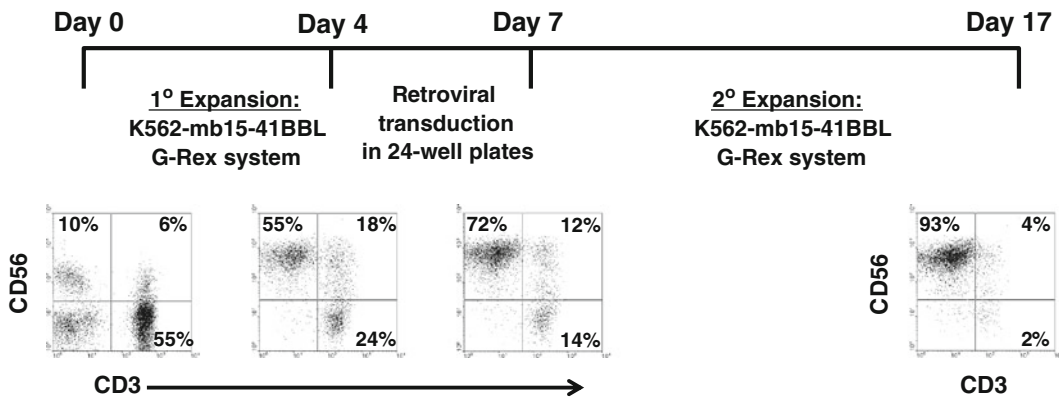 Day 0 Day 4 Day 7 Day 17
1° Expansion:
K562-mb15-41BBL
G-Rex system
Retroviral
transduction
in 24-well plates
2° Expansion:
K562-mb15-41BBL
G-Rex system
CD56
10% 6%
55%
55% 18%
24%
72% 12%
14%
CD56
93% 4%
2%
CD3
CD3